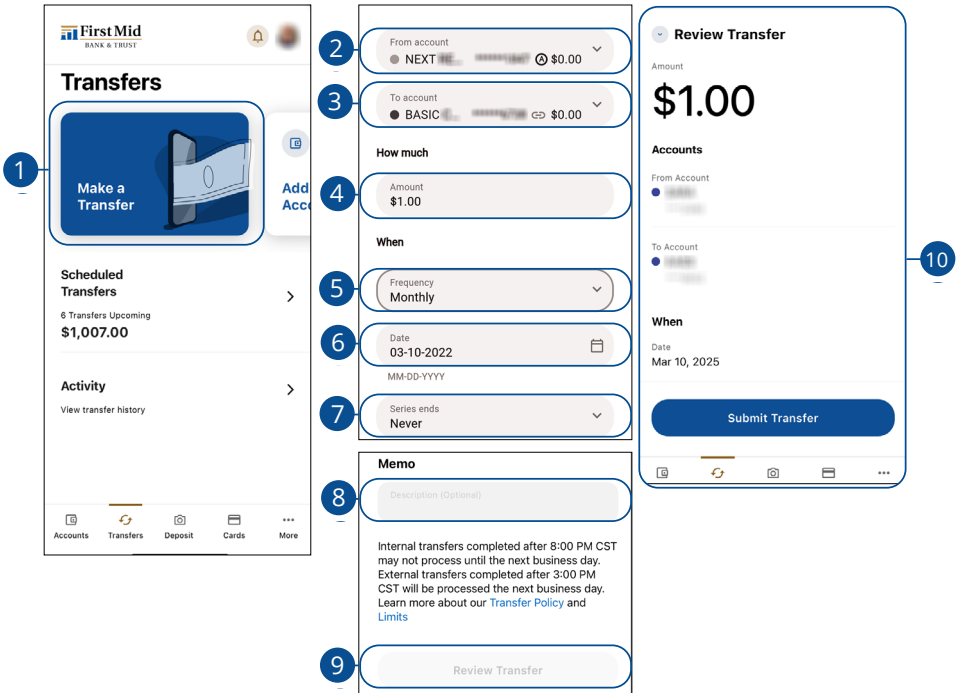 First Mid
BANK & TRUST
Transfers
1
Make a
Transfer
Add
Acc
Scheduled
Transfers
6 Transfers Upcoming
$1,007.00
Activity
View transfer history
Accounts
Transfers
Deposit
Cards
More
2
From account
NEXT $0.00
3
To account
BASIC $0.00
How much
4
Amount
$1.00
When
5
Frequency
Monthly
6
Date
03-10-2022
MM-DD-YYYY
7
Series ends
Never
Memo
8
Description (Optional)
Internal transfers completed after 8:00 PM CST
may not process until the next business day.
External transfers completed after 3:00 PM
CST will be processed the next business day.
Learn more about our Transfer Policy and
Limits
9
Review Transfer
Review Transfer
Amount
$1.00
Accounts
From Account
To Account
10
When
Date
Mar 10, 2025
Submit Transfer